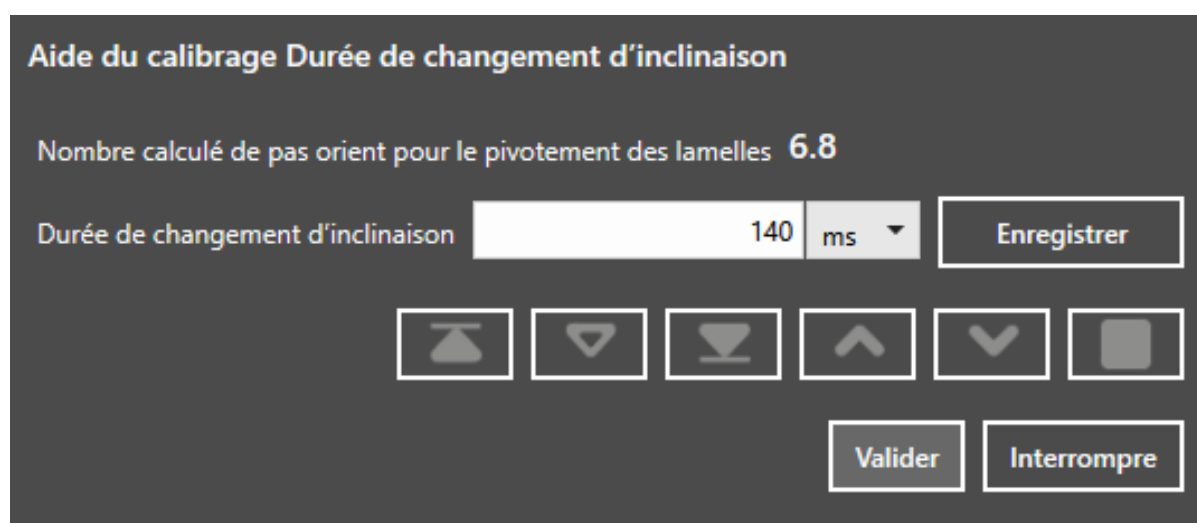 Aide du calibrage Durée de changement d’inclinaison
Nombre calculé de pas orient pour le pivotement des lamelles 6.8
Durée de changement d’inclinaison 140 ms Enregistrer
Valider Interrompre